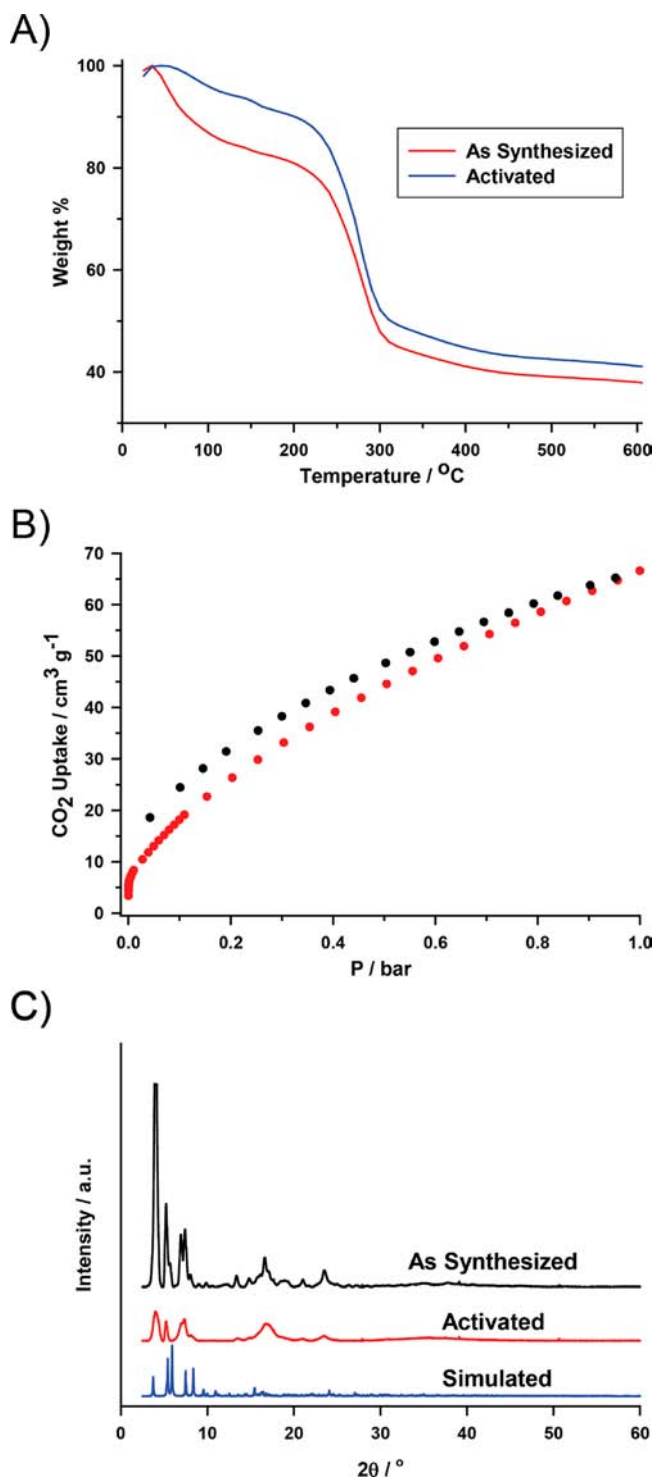 A)
100
80
60
40
Weight %
As Synthesized
Activated
0 100 200 300 400 500 600
Temperature / °C
B)
70
60
50
40
30
20
10
0
CO₂ Uptake / cm³ g⁻¹
0.0 0.2 0.4 0.6 0.8 1.0
P / bar
C)
Intensity / a.u.
As Synthesized
Activated
Simulated
0 10 20 30 40 50 60
2θ / °